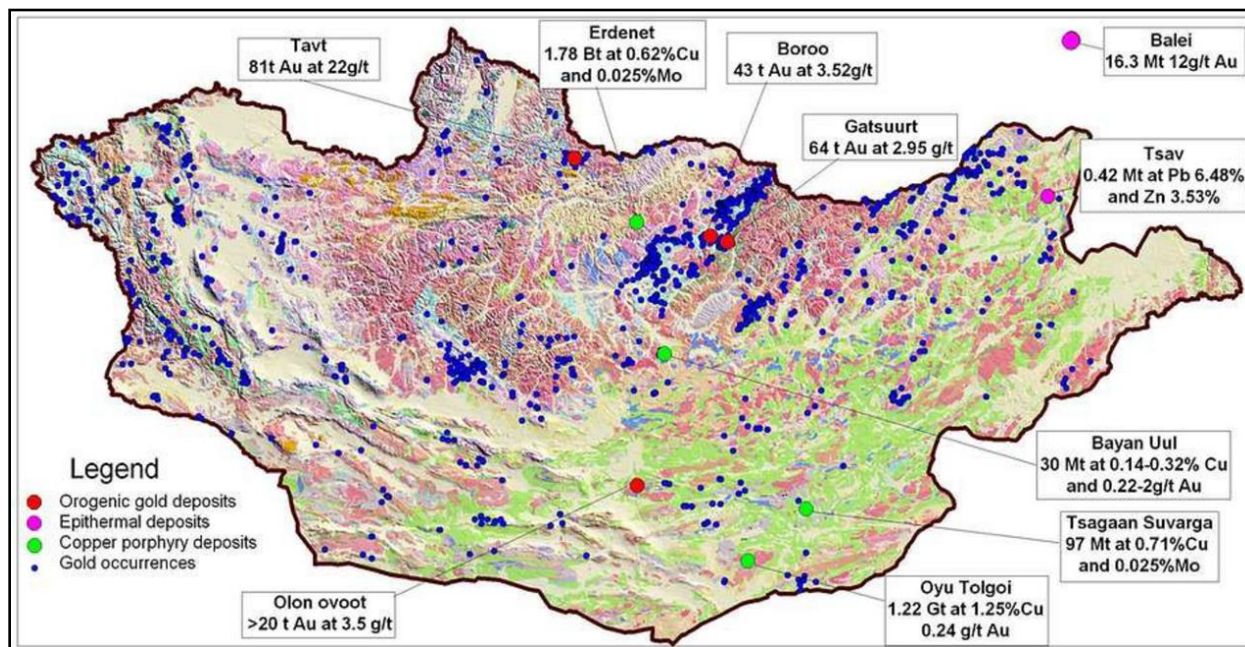 Tavt
81t Au at 22g/t
Erdenet
1.78 Bt at 0.62%Cu
and 0.025%Mo
Boroo
43 t Au at 3.52g/t
Balei
16.3 Mt 12g/t Au
Gatsuurt
64 t Au at 2.95 g/t
Tsav
0.42 Mt at Pb 6.48%
and Zn 3.53%
Legend
Orogenic gold deposits
Epithermal deposits
Copper porphyry deposits
Gold occurrences
Bayan Uul
30 Mt at 0.14-0.32% Cu
and 0.22-2g/t Au
Tsagaan Suvarga
97 Mt at 0.71%Cu
and 0.025%Mo
Olon ovoot
>20 t Au at 3.5 g/t
Oyu Tolgoi
1.22 Gt at 1.25%Cu
0.24 g/t Au